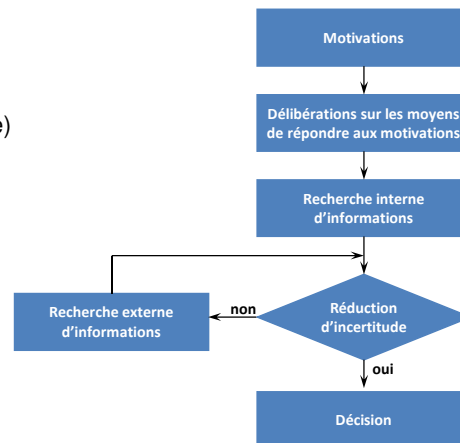 Motivations
Délibérations sur les moyens
de répondre aux motivations
é)
Recherche interne
d'informations
Recherche externe
d'informations
non
Réduction
d'incertitude
oui
Décision